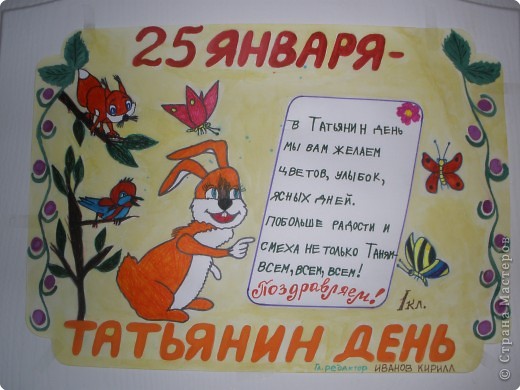 25 ЯНВАРЯ-
В ТАТЬЯНИН ДЕНЬ
МЫ ВАМ ЖЕЛАЕМ
ЦВЕТОВ, УЛЫБОК,
ЯСНЫХ ДНЕЙ.
ПОБОЛЬШЕ РАДОСТИ И
СМЕХА НЕ ТОЛЬКО ТАНЯМ-
ВСЕМ, ВСЕМ, ВСЕМ!
Поздравляем!
1 кл.
ТАТЬЯНИН ДЕНЬ
ИВАНОВ КИРИЛЛ
© Страна Мастеров